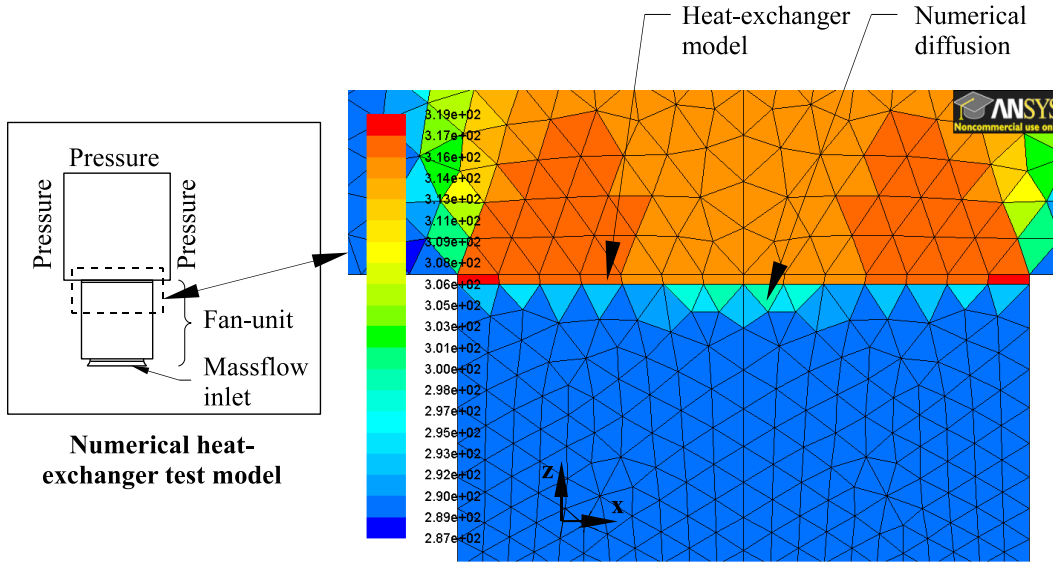 Heat-exchanger
model
Numerical
diffusion
ANSYS
Noncommercial use on
Pressure
Pressure
Pressure
Fan-unit
Massflow
inlet
Numerical heat-
exchanger test model
3.19e+02
3.17e+02
3.16e+02
3.14e+02
3.13e+02
3.12e+02
3.10e+02
3.09e+02
3.08e+02
3.06e+02
3.05e+02
3.03e+02
3.01e+02
3.00e+02
2.97e+02
2.95e+02
2.93e+02
2.92e+02
2.90e+02
2.89e+02
2.87e+02
z
x